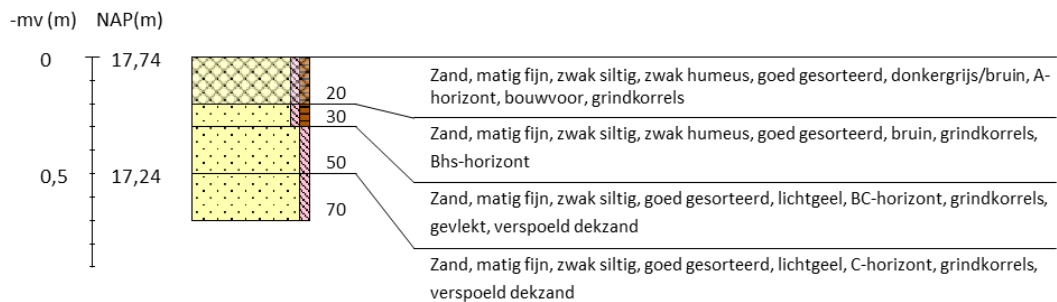 -mv (m) NAP(m)
0 17,74
Zand, matig fijn, zwak siltig, zwak humeus, goed gesorteerd, donkergrijs/bruin, A-
horizont, bouwvoor, grindkorrels
20
30
Zand, matig fijn, zwak siltig, zwak humeus, goed gesorteerd, bruin, grindkorrels,
Bhs-horizont
50
0,5 17,24
Zand, matig fijn, zwak siltig, goed gesorteerd, lichtgeel, BC-horizont, grindkorrels,
gevlekt, verspoeld dekzand
70
Zand, matig fijn, zwak siltig, goed gesorteerd, lichtgeel, C-horizont, grindkorrels,
verspoeld dekzand